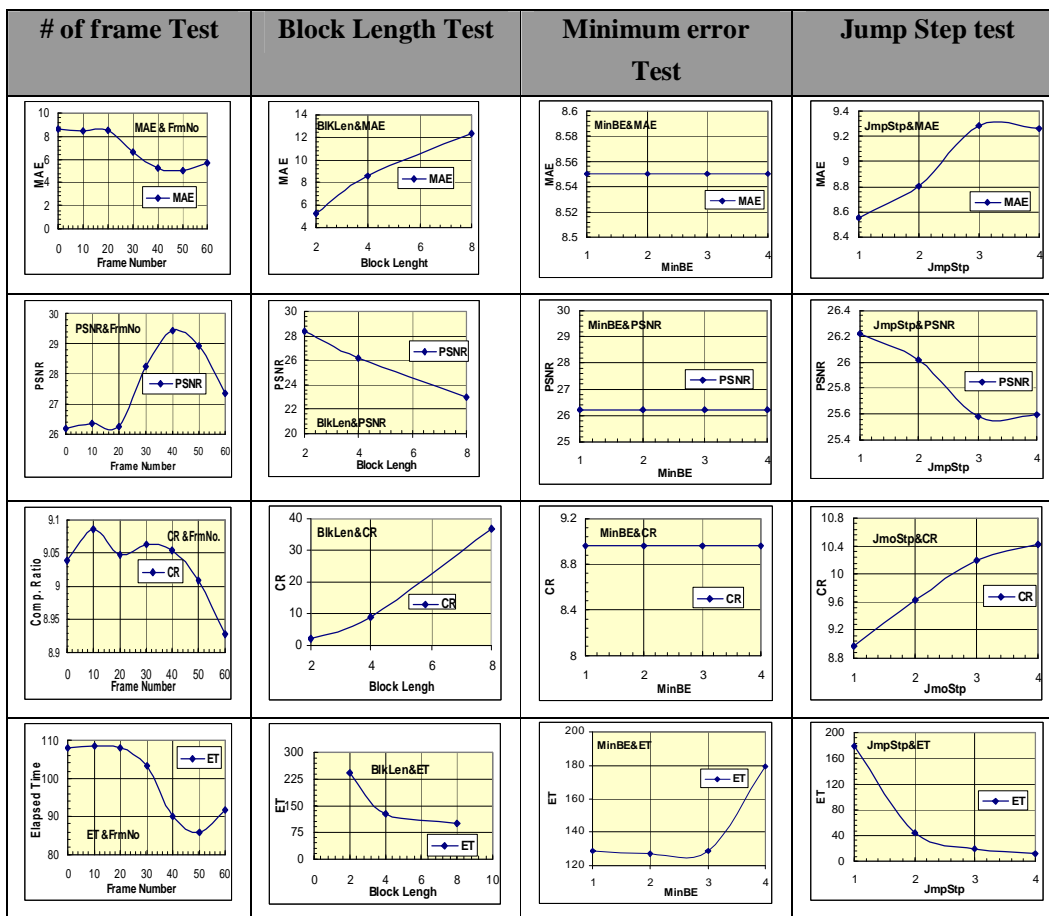 # of frame Test
Block Length Test
Minimum error
Test
Jump Step test
10
8
6
4
2
0
MAE
MAE & FrmNo
MAE
0 10 20 30 40 50 60
Frame Number
14
12
10
8
6
4
MAE
BlKLen&MAE
MAE
2 4 6 8
Block Lenght
8.6
8.58
8.56
8.54
8.52
8.5
MAE
MinBE&MAE
MAE
1 2 3 4
MinBE
9.4
9.2
9
8.8
8.6
8.4
MAE
JmpStp&MAE
MAE
1 2 3 4
JmpStp
30
29
28
27
26
PSNR
PSNR&FrmNo
PSNR
0 10 20 30 40 50 60
Frame Number
30
28
26
24
22
20
PSNR
PSNR
BlkLen&PSNR
2 4 6 8
Block Lengh
30
29
28
27
26
25
PSNR
MinBE&PSNR
PSNR
1 2 3 4
MinBE
26.4
26.2
26
25.8
25.6
25.4
PSNR
JmpStp&PSNR
PSNR
1 2 3 4
JmpStp
9.1
9.05
9
8.95
8.9
Comp. Ratio
CR &FrmNo.
CR
0 10 20 30 40 50 60
Frame Number
40
30
20
10
0
CR
BlkLen&CR
CR
2 4 6 8
Block Lengh
9.2
8.8
8.4
8
CR
MinBE&CR
CR
1 2 3 4
MinBE
10.8
10.4
10
9.6
9.2
8.8
CR
JmoStp&CR
CR
1 2 3 4
JmoStp
110
100
90
80
Elapsed Time
ET
ET &FrmNo
0 10 20 30 40 50 60
Frame Number
300
225
150
75
0
ET
BlkLen&ET
ET
0 2 4 6 8 10
Block Lengh
200
180
160
140
120
ET
MinBE&ET
ET
1 2 3 4
MinBE
200
160
120
80
40
0
ET
JmpStp&ET
ET
1 2 3 4
JmpStp